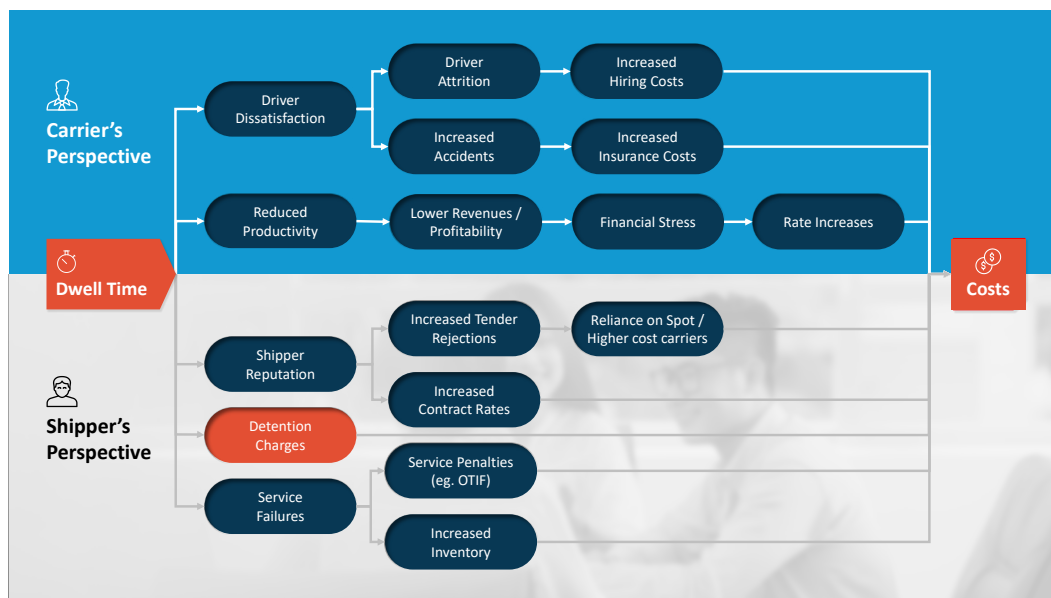 Carrier's
Perspective
Driver
Dissatisfaction
Driver
Attrition
Increased
Hiring Costs
Increased
Accidents
Increased
Insurance Costs
Reduced
Productivity
Lower Revenues /
Profitability
Financial Stress
Rate Increases
Dwell Time
$
$
Costs
Shipper's
Perspective
Shipper
Reputation
Increased Tender
Rejections
Reliance on Spot /
Higher cost carriers
Increased
Contract Rates
Detention
Charges
Service
Failures
Service Penalties
(eg. OTIF)
Increased
Inventory